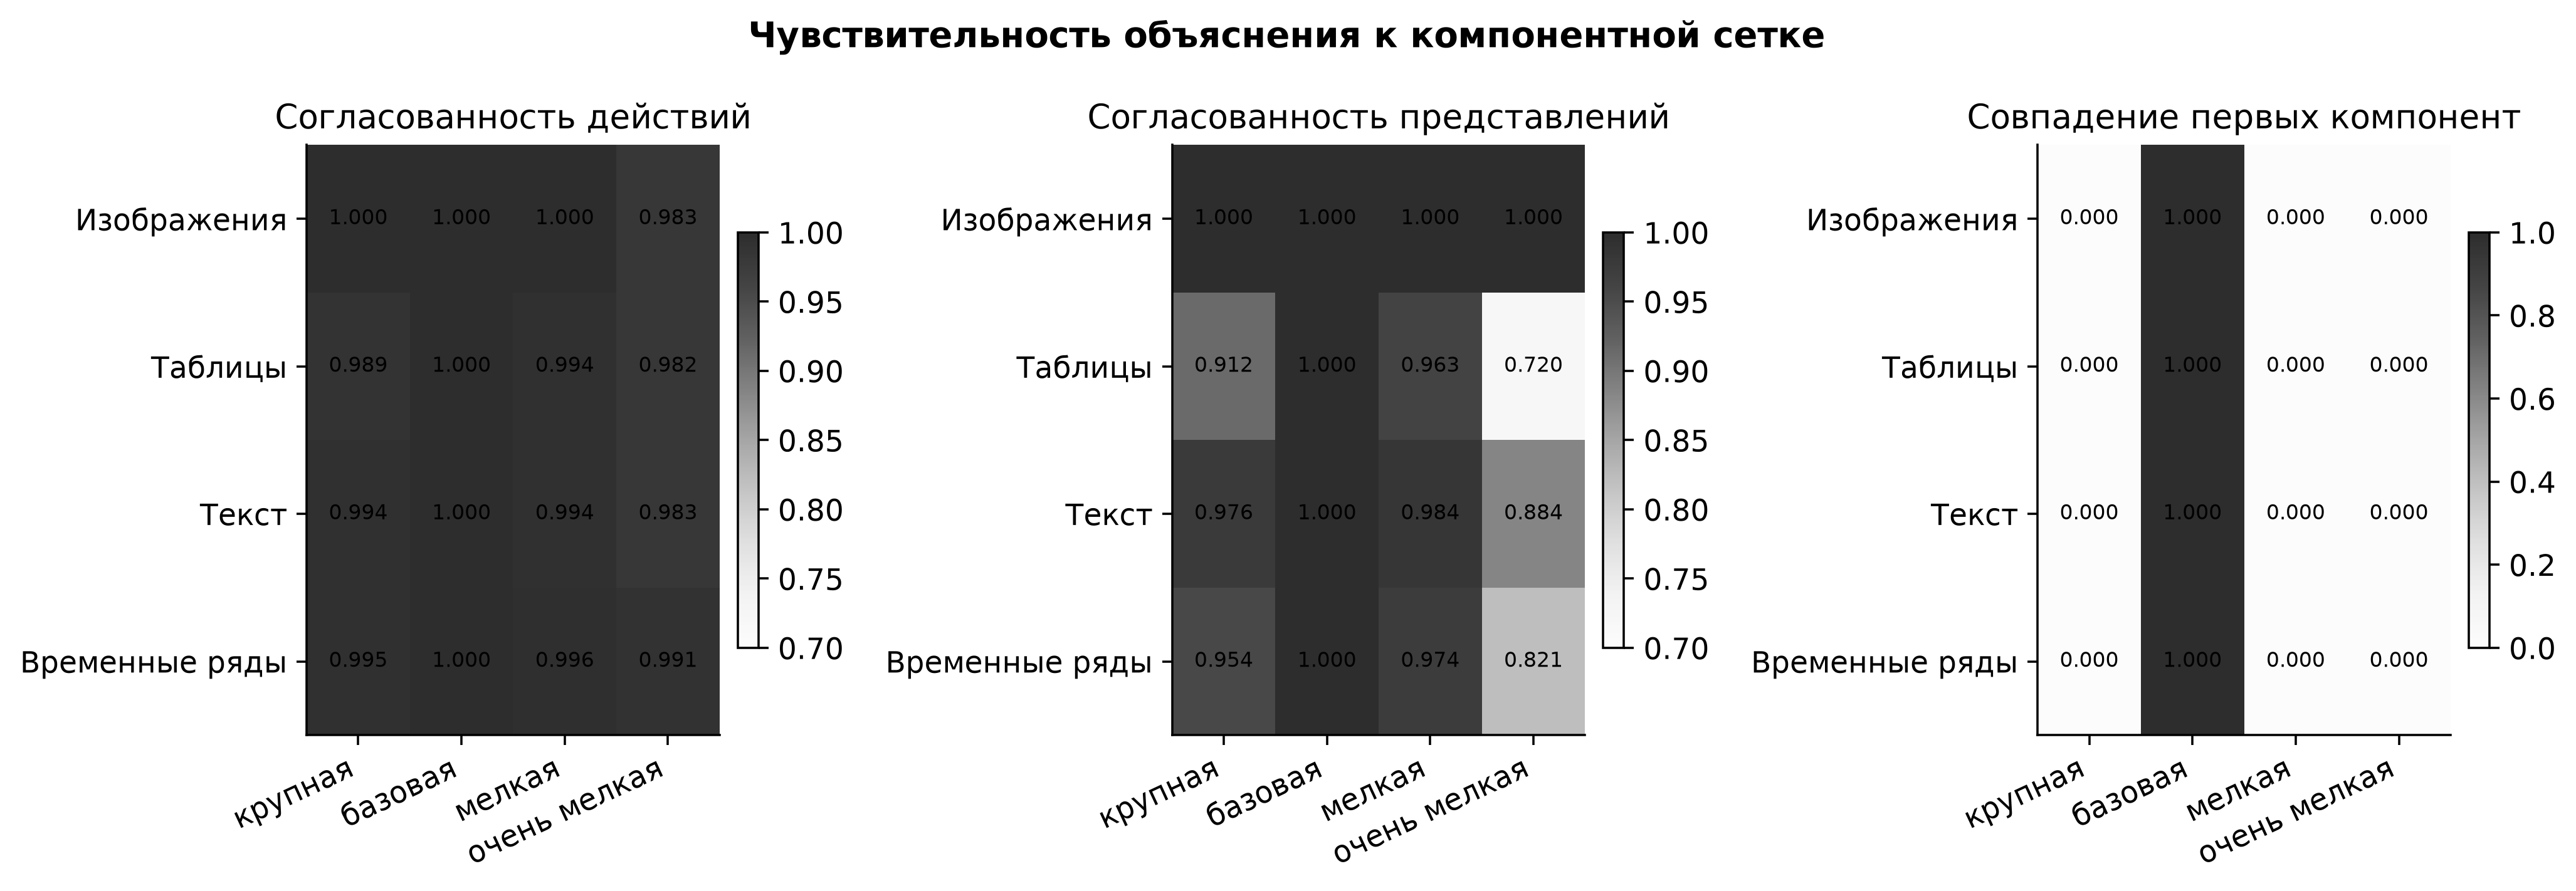 Чувствительность объяснения к компонентной сетке
Согласованность действий
Изображения 1.000 1.000 1.000 0.983
Таблицы 0.989 1.000 0.994 0.982
Текст 0.994 1.000 0.994 0.983
Временные ряды 0.995 1.000 0.996 0.991
крупная базовая мелкая очень мелкая
1.00
0.95
0.90
0.85
0.80
0.75
0.70
Согласованность представлений
Изображения 1.000 1.000 1.000 1.000
Таблицы 0.912 1.000 0.963 0.720
Текст 0.976 1.000 0.984 0.884
Временные ряды 0.954 1.000 0.974 0.821
крупная базовая мелкая очень мелкая
1.00
0.95
0.90
0.85
0.80
0.75
0.70
Совпадение первых компонент
Изображения 0.000 1.000 0.000 0.000
Таблицы 0.000 1.000 0.000 0.000
Текст 0.000 1.000 0.000 0.000
Временные ряды 0.000 1.000 0.000 0.000
крупная базовая мелкая очень мелкая
1.0
0.8
0.6
0.4
0.2
0.0